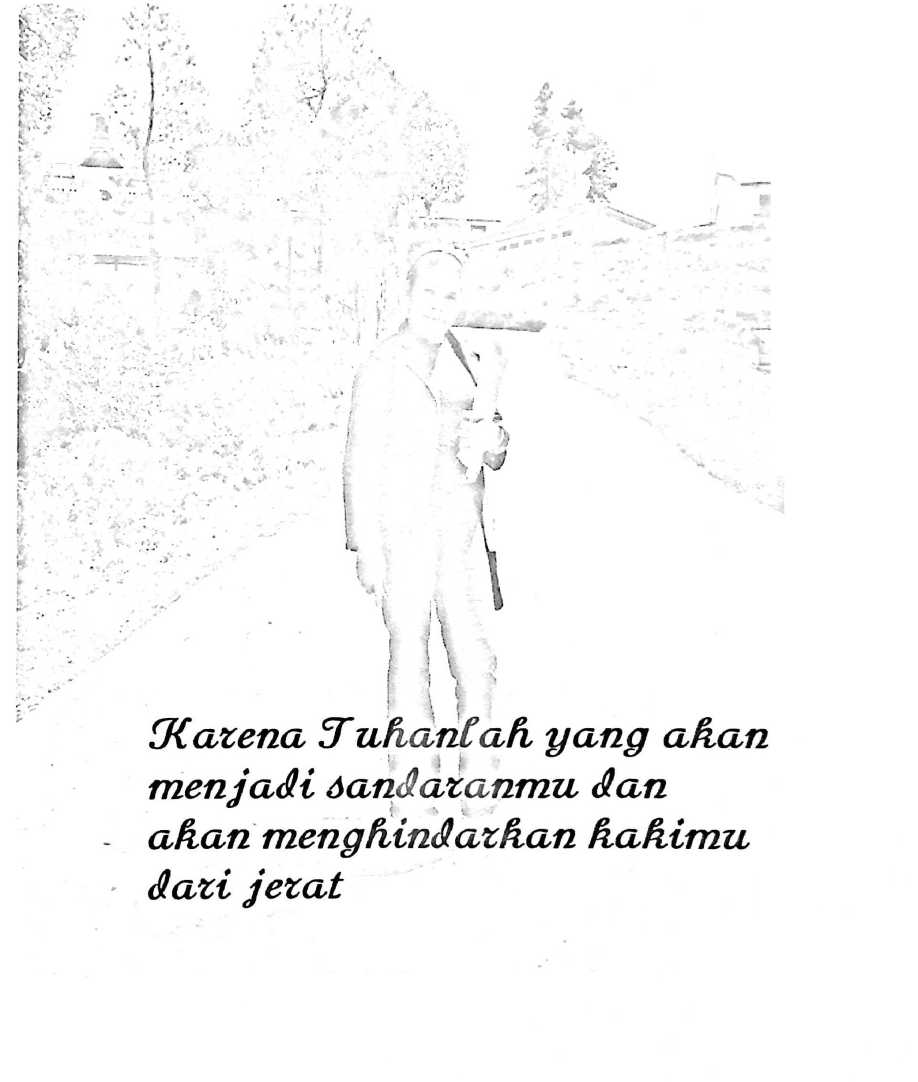 Karena Tuhanlah yang akan
menjadi sandaranmu dan
akan menghindarkan kakimu
dari jerat